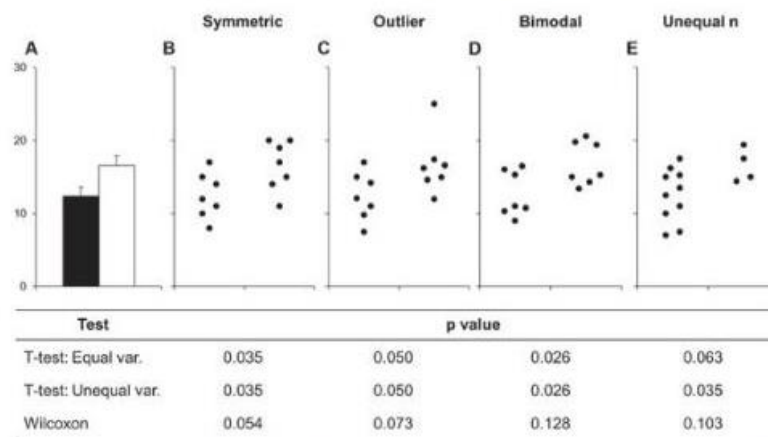 Symmetric Outlier Bimodal Unequal n
A B C D E
30
20
10
0
Test p value
T-test: Equal var. 0.035 0.050 0.026 0.063
T-test: Unequal var. 0.035 0.050 0.026 0.035
Wilcoxon 0.054 0.073 0.128 0.103